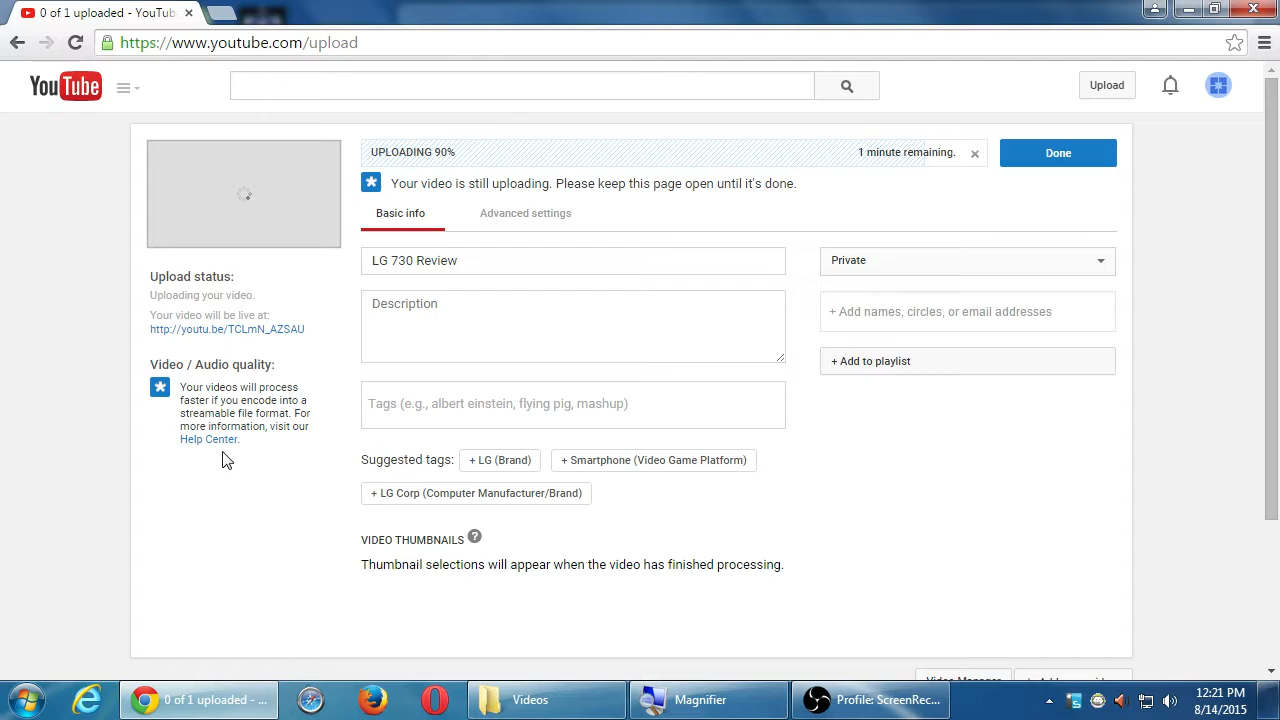 0 of 1 uploaded - YouTub
https://www.youtube.com/upload
YouTube
Upload
UPLOADING 90%
1 minute remaining.
Done
Your video is still uploading. Please keep this page open until it's done.
Basic info
Advanced settings
LG 730 Review
Private
Description
+ Add names, circles, or email addresses
+ Add to playlist
Upload status:
Uploading your video.
Your video will be live at:
http://youtu.be/TCLmN_AZSAU
Video / Audio quality:
Your videos will process
faster if you encode into a
streamable file format. For
more information, visit our
Help Center.
Tags (e.g., albert einstein, flying pig, mashup)
Suggested tags:
+ LG (Brand)
+ Smartphone (Video Game Platform)
+ LG Corp (Computer Manufacturer/Brand)
VIDEO THUMBNAILS ?
Thumbnail selections will appear when the video has finished processing.
Video Manager
0 of 1 uploaded - ...
Videos
Magnifier
Profile: ScreenRec...
12:21 PM
8/14/2015